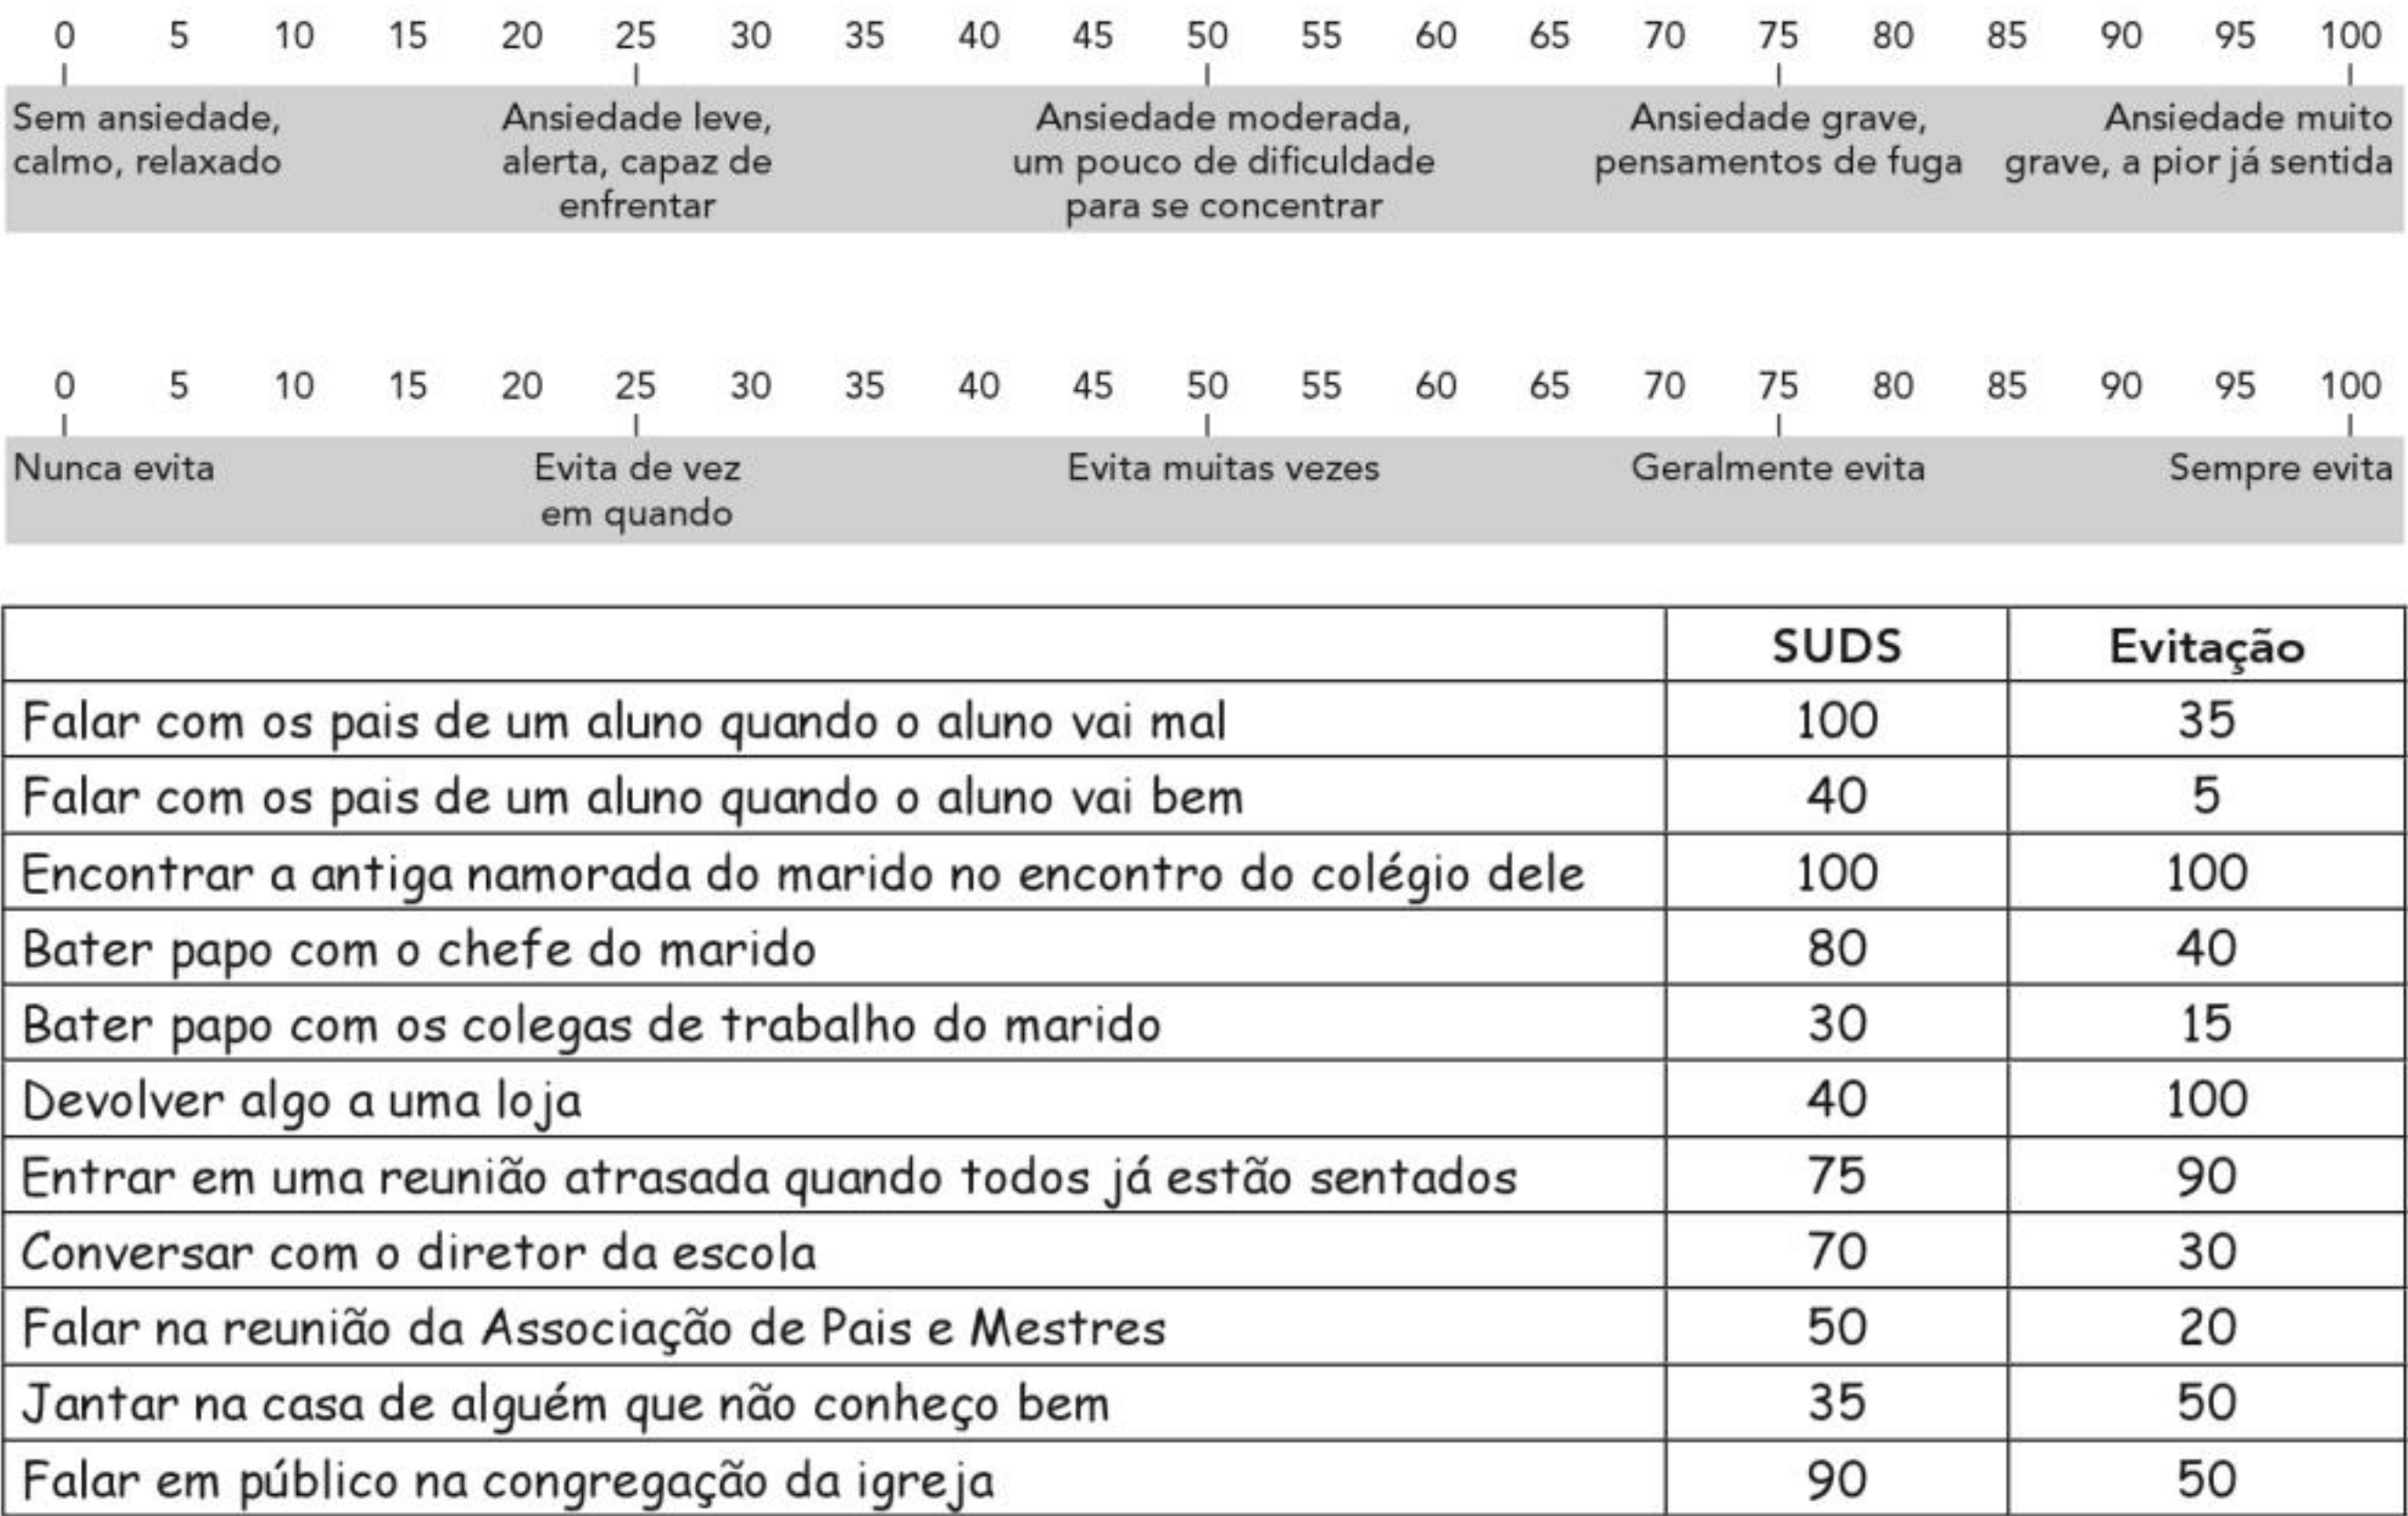 0 5 10 15 20 25 30 35 40 45 50 55 60 65 70 75 80 85 90 95 100
Sem ansiedade, Ansiedade leve, Ansiedade moderada, Ansiedade grave, Ansiedade muito
calmo, relaxado alerta, capaz de um pouco de dificuldade pensamentos de fuga grave, a pior já sentida
enfrentar para se concentrar
0 5 10 15 20 25 30 35 40 45 50 55 60 65 70 75 80 85 90 95 100
Nunca evita Evita de vez Evita muitas vezes Geralmente evita Sempre evita
em quando
SUDS Evitação
Falar com os pais de um aluno quando o aluno vai mal 100 35
Falar com os pais de um aluno quando o aluno vai bem 40 5
Encontrar a antiga namorada do marido no encontro do colégio dele 100 100
Bater papo com o chefe do marido 80 40
Bater papo com os colegas de trabalho do marido 30 15
Devolver algo a uma loja 40 100
Entrar em uma reunião atrasada quando todos já estão sentados 75 90
Conversar com o diretor da escola 70 30
Falar na reunião da Associação de Pais e Mestres 50 20
Jantar na casa de alguém que não conheço bem 35 50
Falar em público na congregação da igreja 90 50